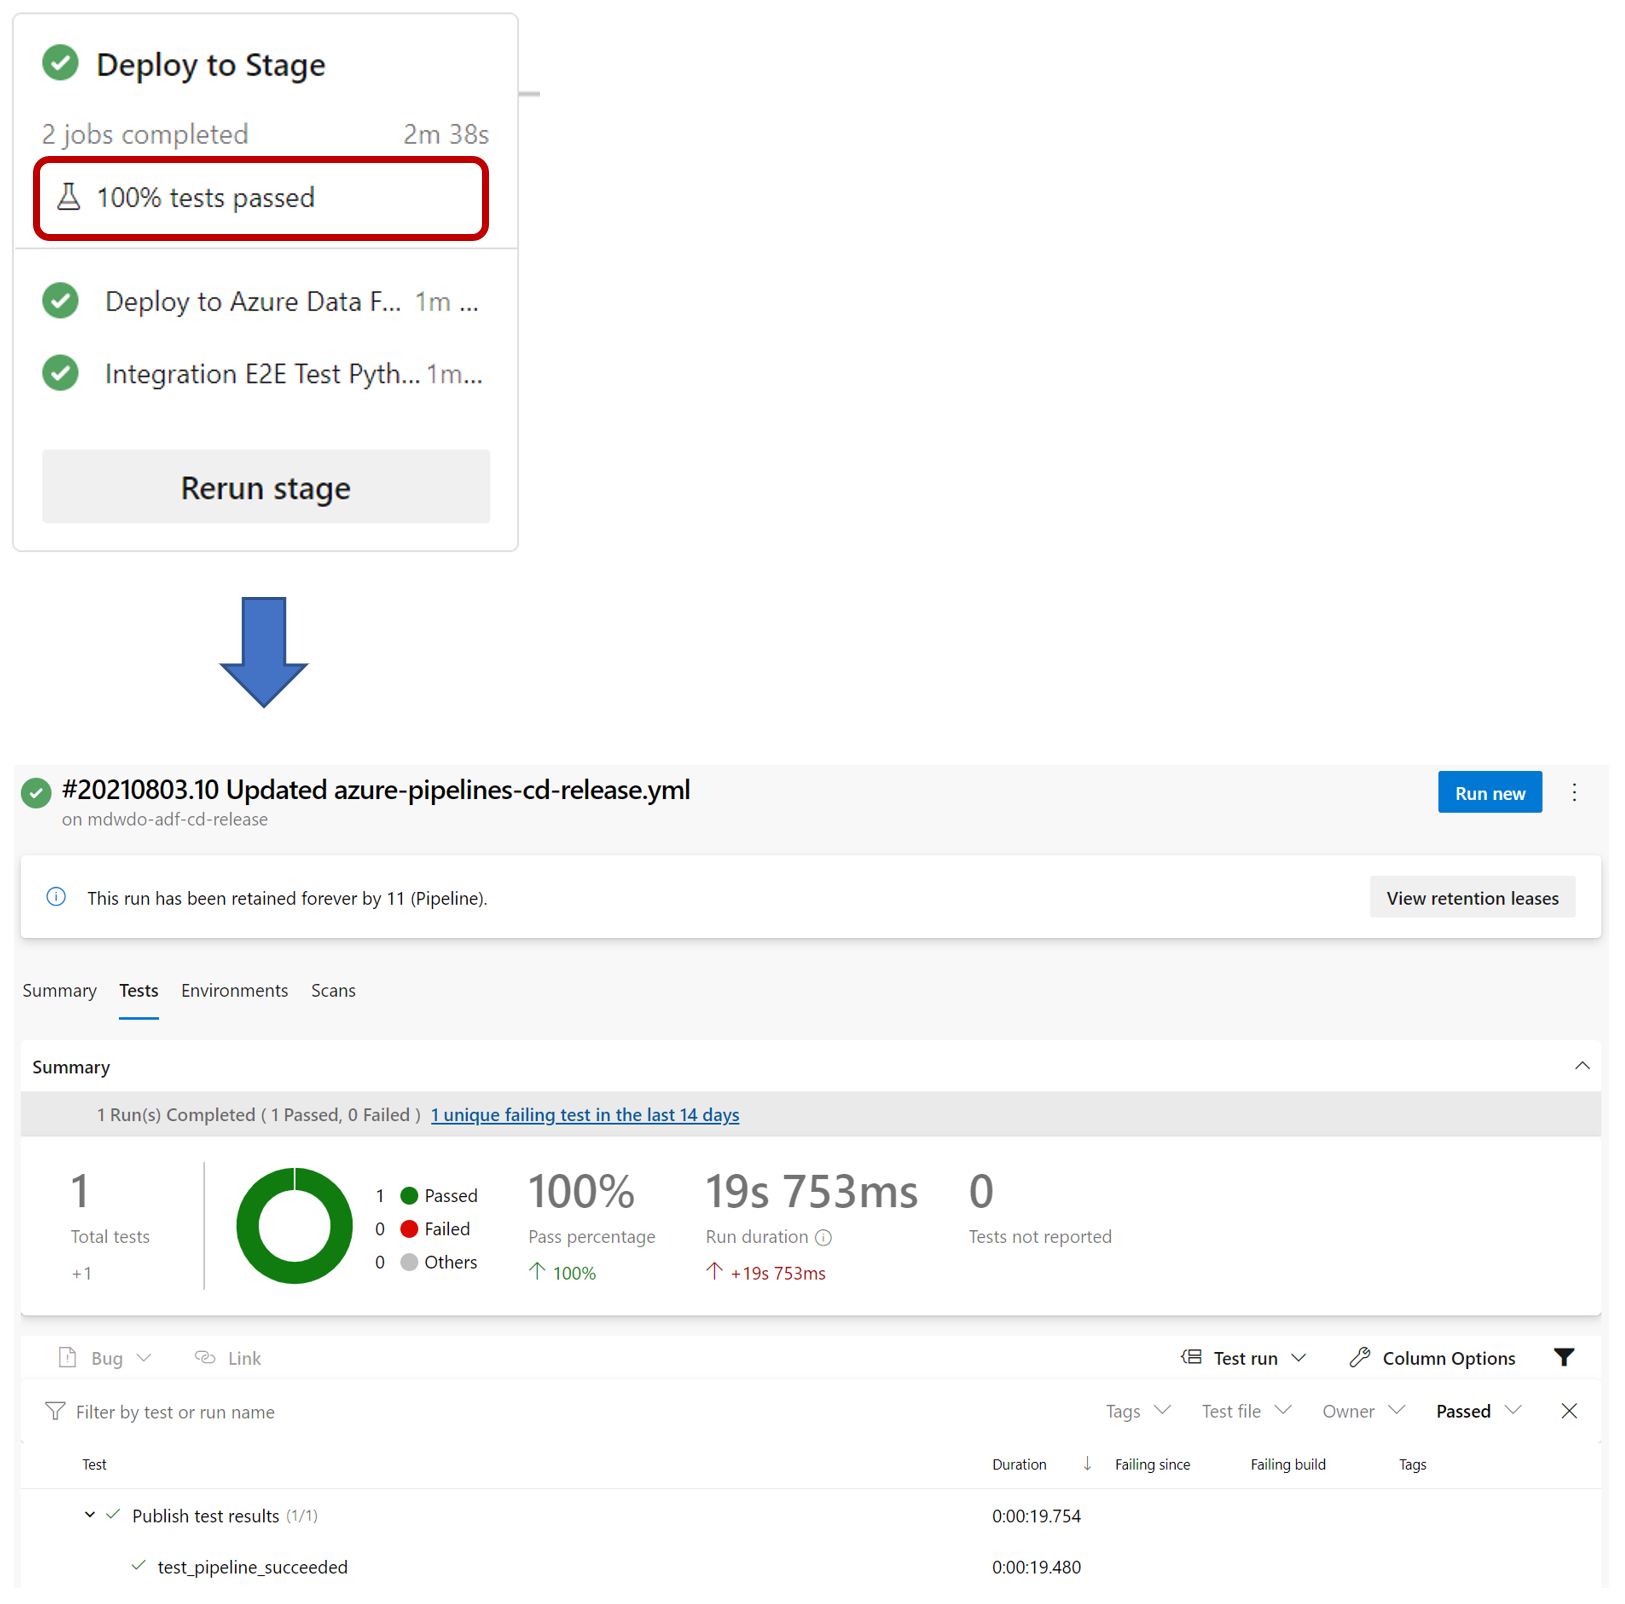 Deploy to Stage
2 jobs completed 2m 38s
100% tests passed
Deploy to Azure Data F... 1m ...
Integration E2E Test Pyth... 1m...
Rerun stage
#20210803.10 Updated azure-pipelines-cd-release.yml
on mdwdo-adf-cd-release
Run new
This run has been retained forever by 11 (Pipeline).
View retention leases
Summary Tests Environments Scans
Summary
1 Run(s) Completed ( 1 Passed, 0 Failed ) 1 unique failing test in the last 14 days
1
Total tests
+1
1 Passed
0 Failed
0 Others
100%
Pass percentage
100%
19s 753ms
Run duration
+19s 753ms
0
Tests not reported
Bug Link Test run Column Options
Filter by test or run name Tags Test file Owner Passed
Test Duration Failing since Failing build Tags
Publish test results (1/1) 0:00:19.754
test_pipeline_succeeded 0:00:19.480